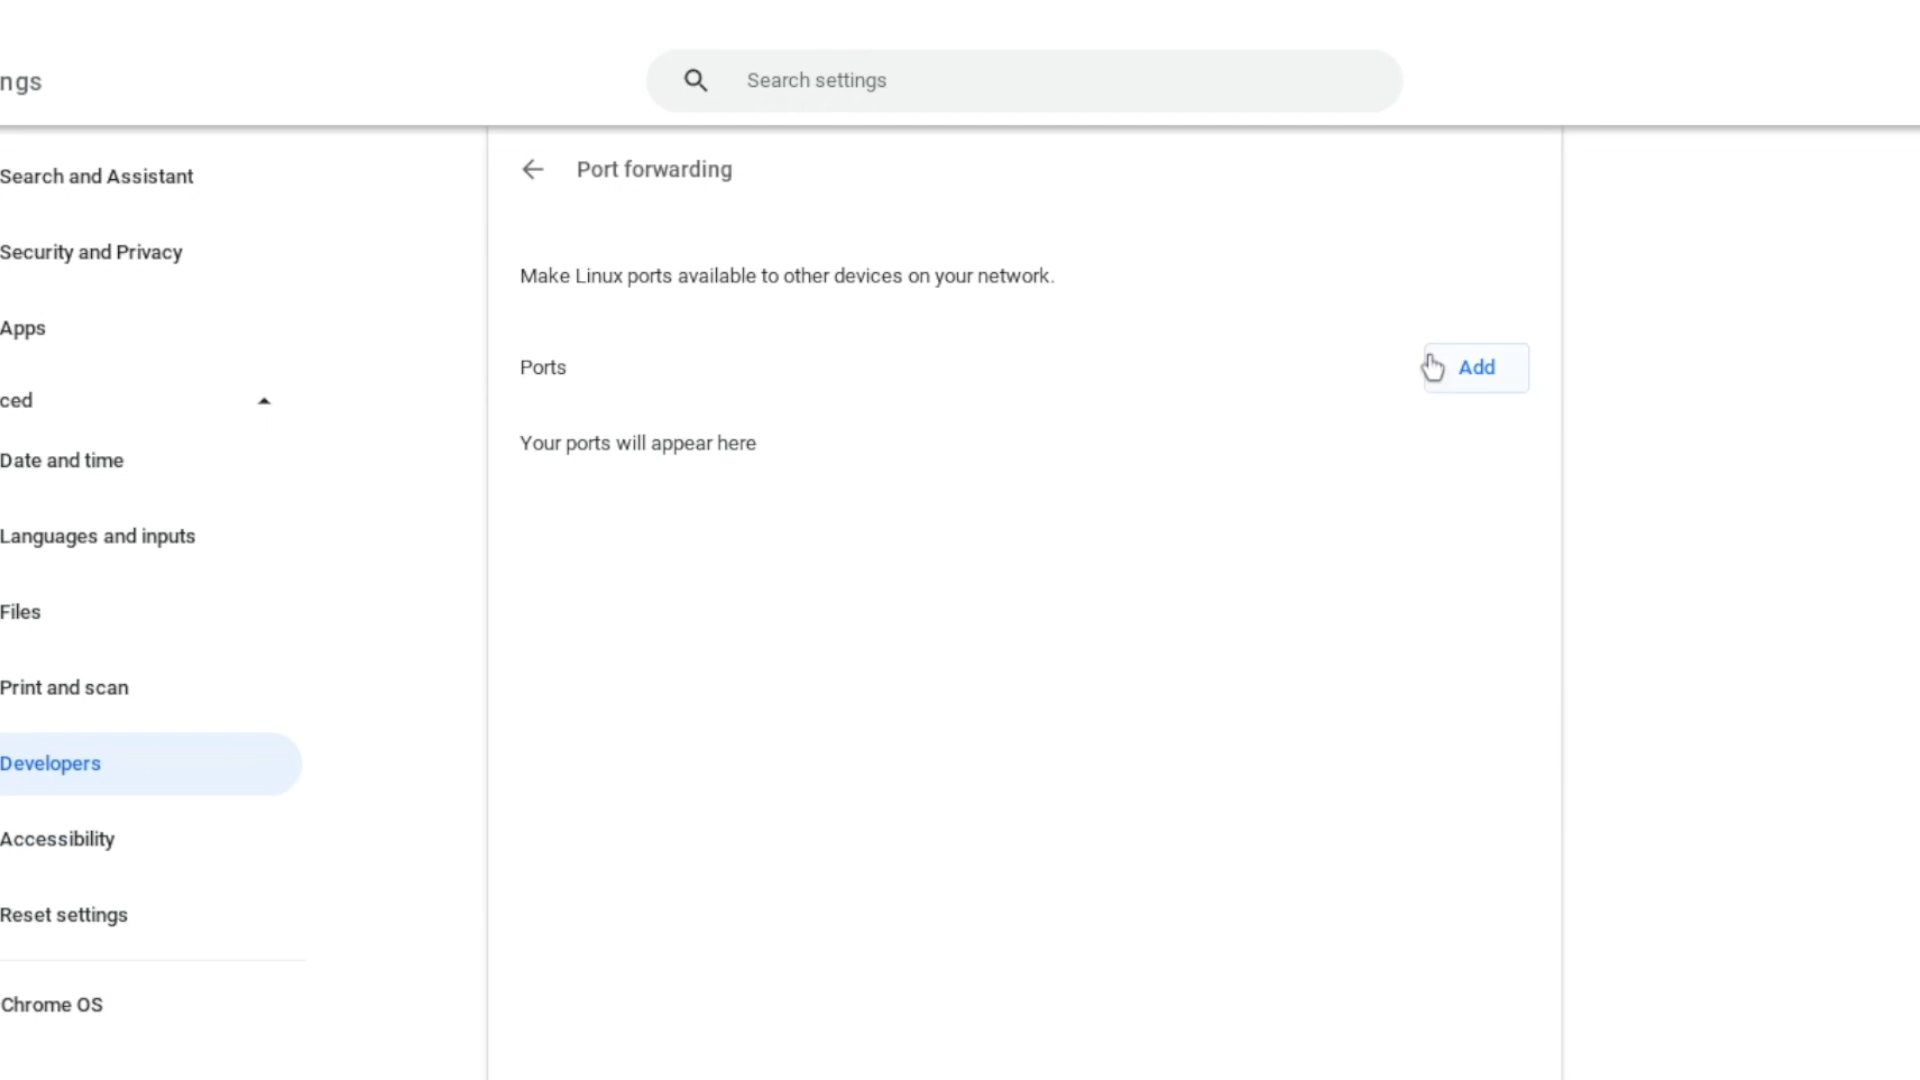 ngs
Search settings
Search and Assistant
Security and Privacy
Apps
ced
Date and time
Languages and inputs
Files
Print and scan
Developers
Accessibility
Reset settings
Chrome OS
Port forwarding
Make Linux ports available to other devices on your network.
Ports
Add
Your ports will appear here